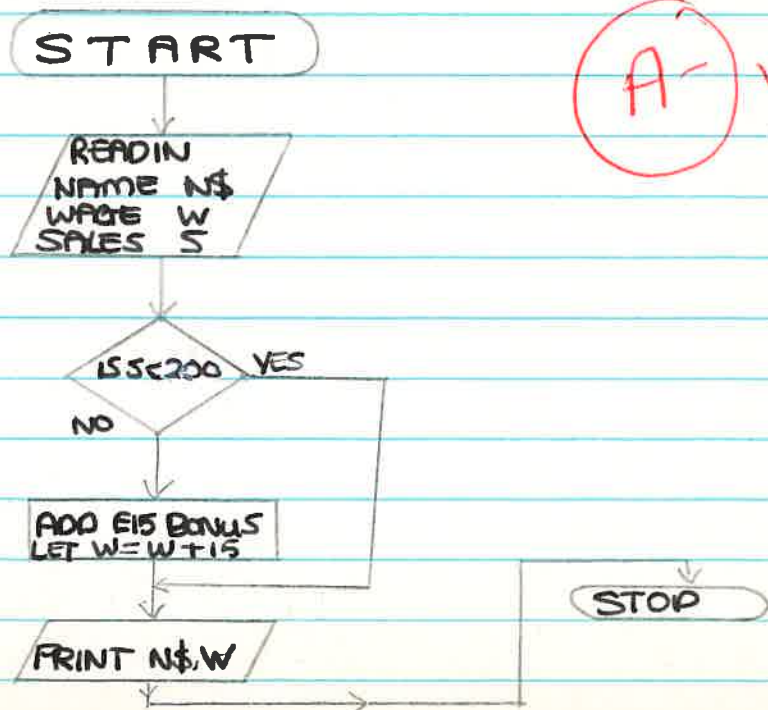 START
A-
READIN
NAME N$
WAGE W
SALES S
IS S<200
YES
NO
ADD £15 BONUS
LET W=W+15
STOP
PRINT N$,W